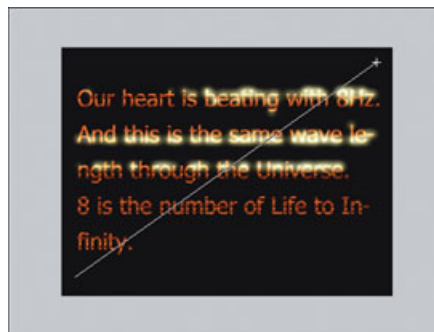 Our heart is beating with 8Hz.
And this is the same wave le-
ngth through the Universe.
8 is the number of Life to In-
finity.